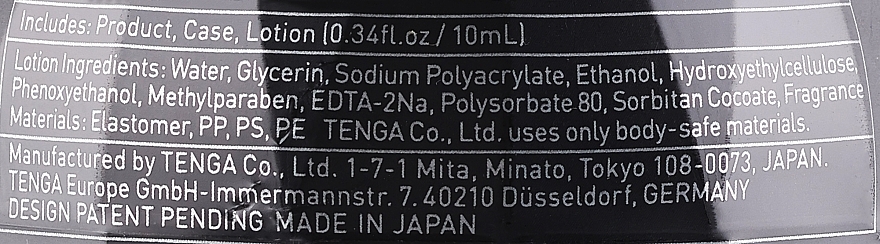 Includes: Product, Case, Lotion (0.34fl.oz / 10mL)
Lotion Ingredients: Water, Glycerin, Sodium Polyacrylate, Ethanol, Hydroxyethylcellulose,
Phenoxyethanol, Methylparaben, EDTA-2Na, Polysorbate 80, Sorbitan Cocoate, Fragrance
Materials: Elastomer, PP, PS, PE TENGA Co., Ltd. uses only body-safe materials.
Manufactured by TENGA Co., Ltd. 1-7-1 Mita, Minato, Tokyo 108-0073, JAPAN.
TENGA Europe GmbH-Immermannstr. 7. 40210 Düsseldorf, GERMANY
DESIGN PATENT PENDING MADE IN JAPAN